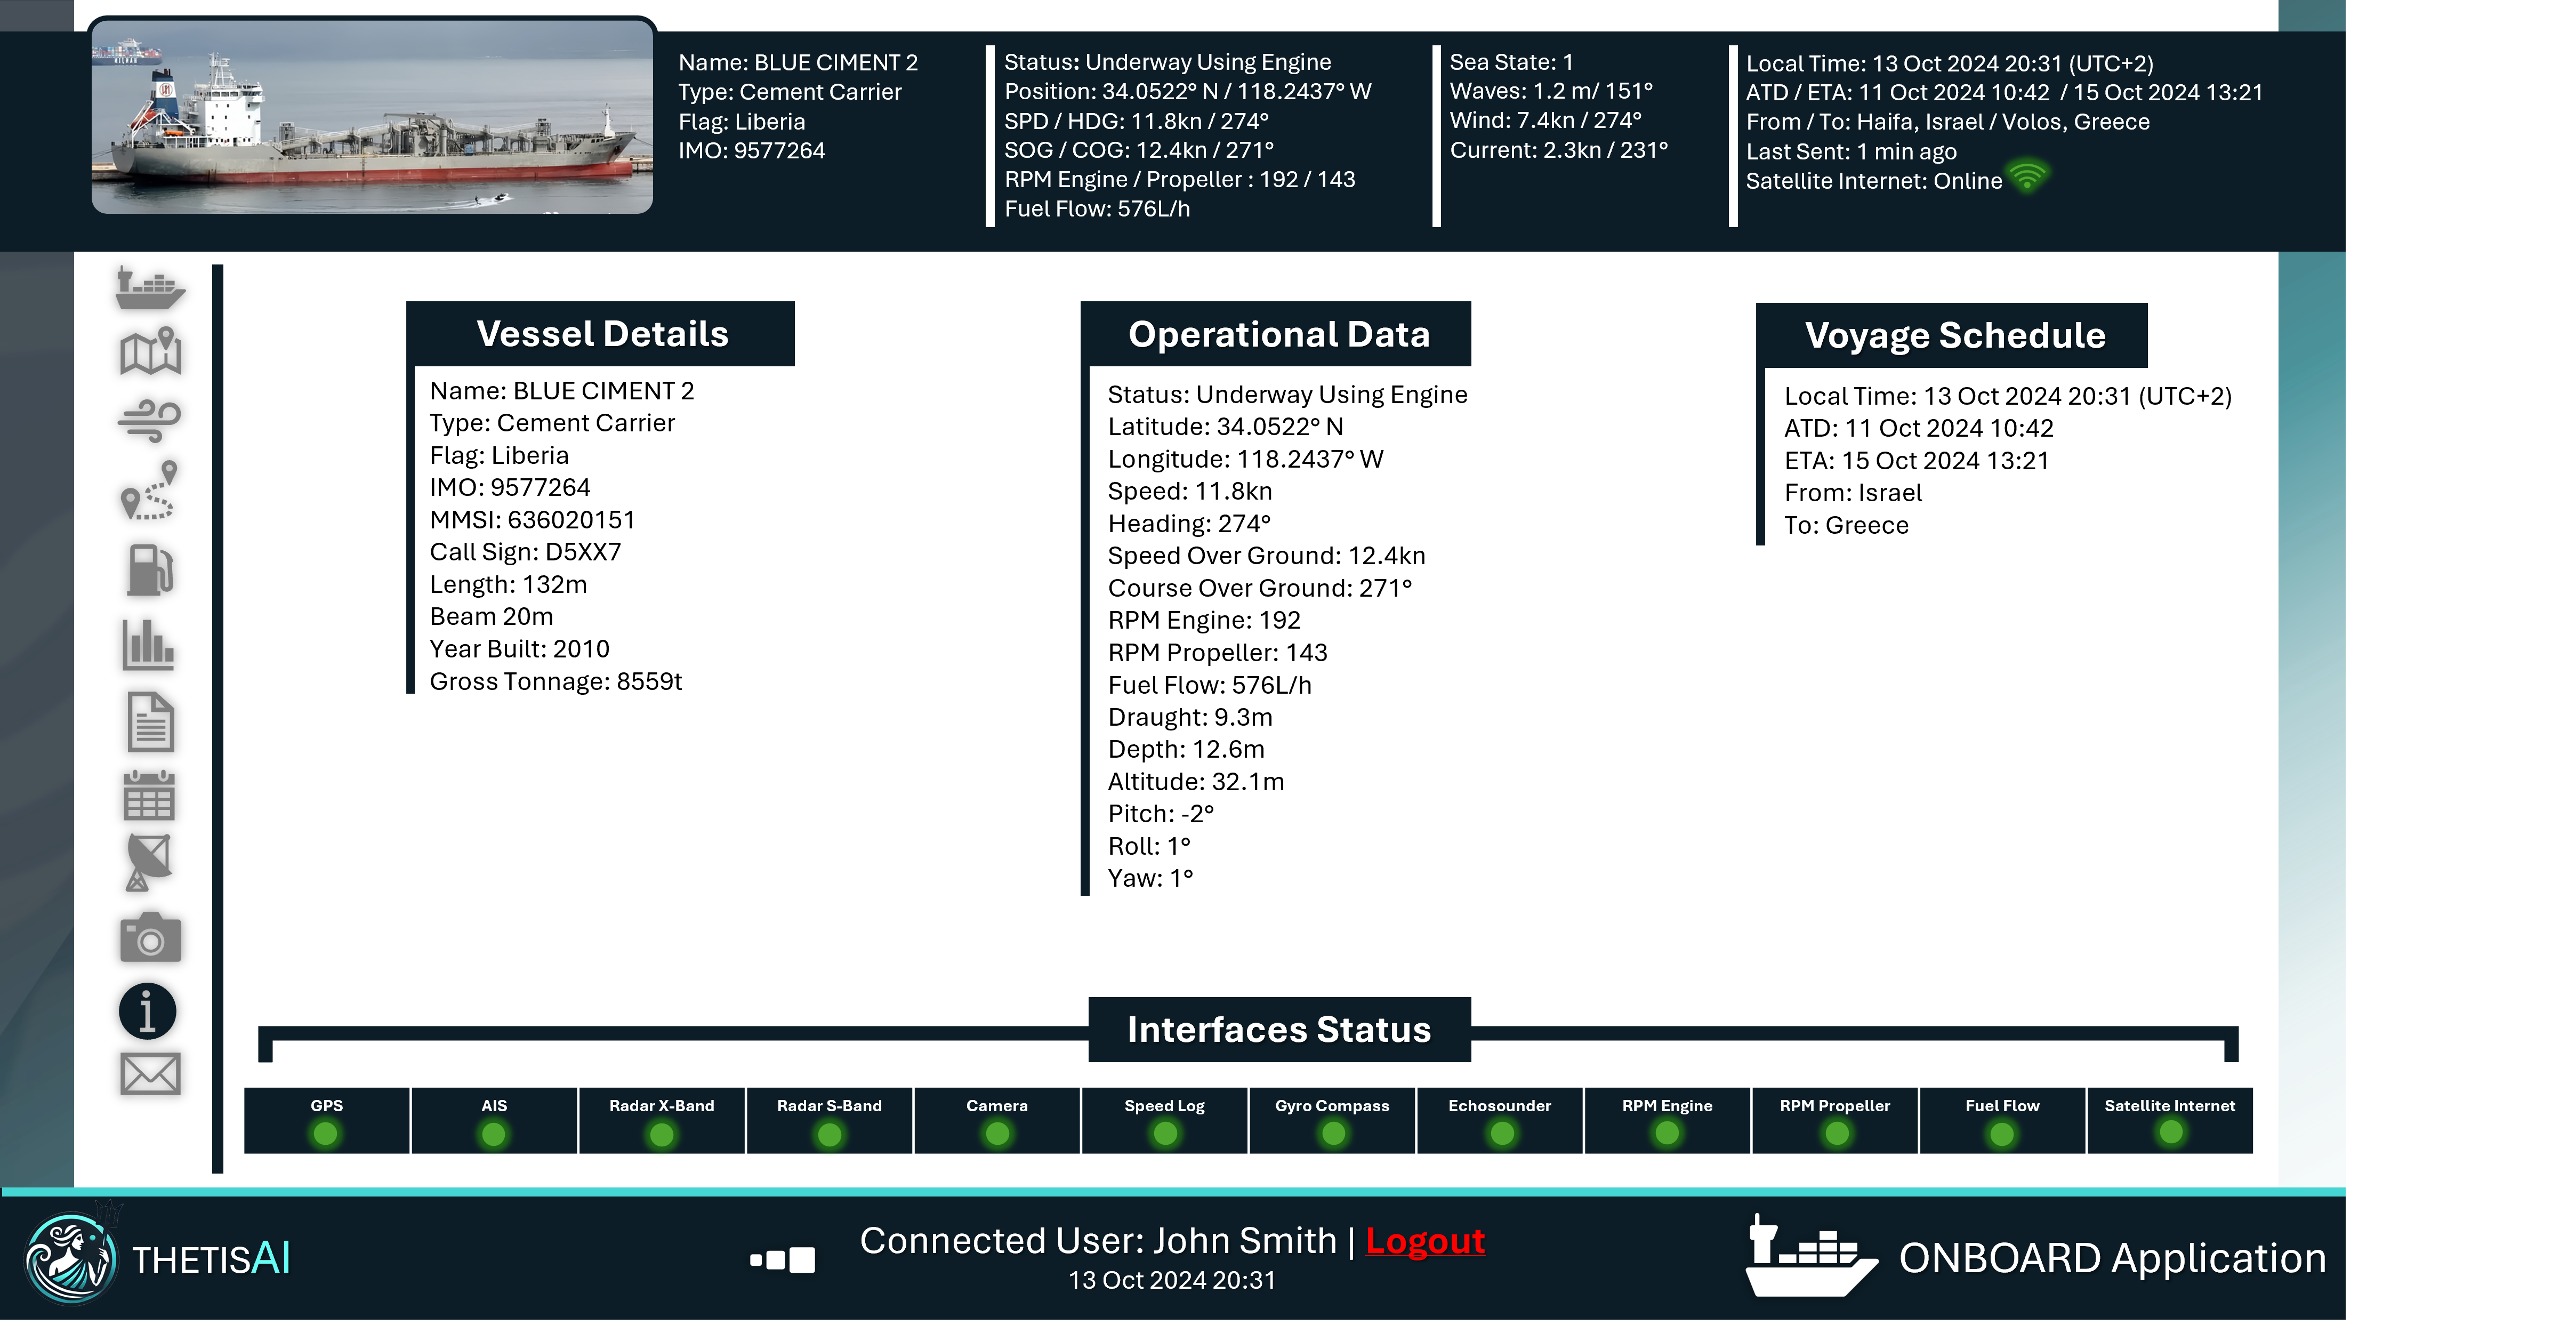 Name: BLUE CIMENT 2
Type: Cement Carrier
Flag: Liberia
IMO: 9577264
Status: Underway Using Engine
Position: 34.0522° N / 118.2437° W
SPD / HDG: 11.8kn / 274°
SOG / COG: 12.4kn / 271°
RPM Engine / Propeller : 192 / 143
Fuel Flow: 576L/h
Sea State: 1
Waves: 1.2 m/ 151°
Wind: 7.4kn / 274°
Current: 2.3kn / 231°
Local Time: 13 Oct 2024 20:31 (UTC+2)
ATD / ETA: 11 Oct 2024 10:42 / 15 Oct 2024 13:21
From / To: Haifa, Israel / Volos, Greece
Last Sent: 1 min ago
Satellite Internet: Online
Vessel Details
Name: BLUE CIMENT 2
Type: Cement Carrier
Flag: Liberia
IMO: 9577264
MMSI: 636020151
Call Sign: D5XX7
Length: 132m
Beam 20m
Year Built: 2010
Gross Tonnage: 8559t
Operational Data
Status: Underway Using Engine
Latitude: 34.0522° N
Longitude: 118.2437° W
Speed: 11.8kn
Heading: 274°
Speed Over Ground: 12.4kn
Course Over Ground: 271°
RPM Engine: 192
RPM Propeller: 143
Fuel Flow: 576L/h
Draught: 9.3m
Depth: 12.6m
Altitude: 32.1m
Pitch: -2°
Roll: 1°
Yaw: 1°
Voyage Schedule
Local Time: 13 Oct 2024 20:31 (UTC+2)
ATD: 11 Oct 2024 10:42
ETA: 15 Oct 2024 13:21
From: Israel
To: Greece
Interfaces Status
GPS
AIS
Radar X-Band
Radar S-Band
Camera
Speed Log
Gyro Compass
Echosounder
RPM Engine
RPM Propeller
Fuel Flow
Satellite Internet
THETISAI
Connected User: John Smith | Logout
13 Oct 2024 20:31
ONBOARD Application